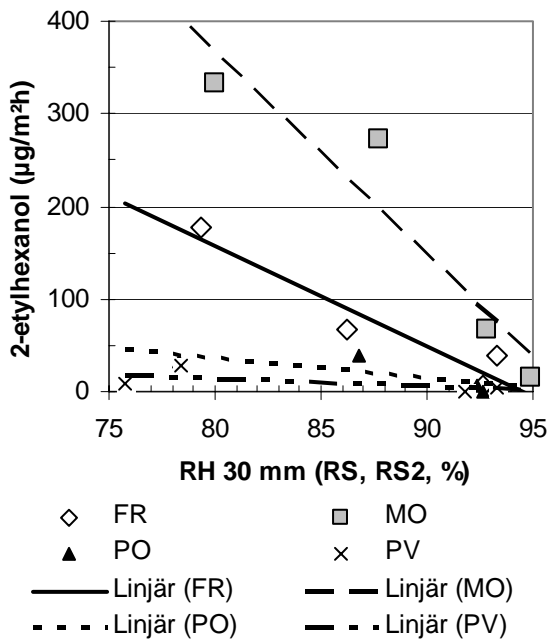 400
300
200
100
0
75 80 85 90 95
2-etylhexanol (µg/m²h)
RH 30 mm (RS, RS2, %)
FR MO
PO PV
Linjär (FR) Linjär (MO)
Linjär (PO) Linjär (PV)